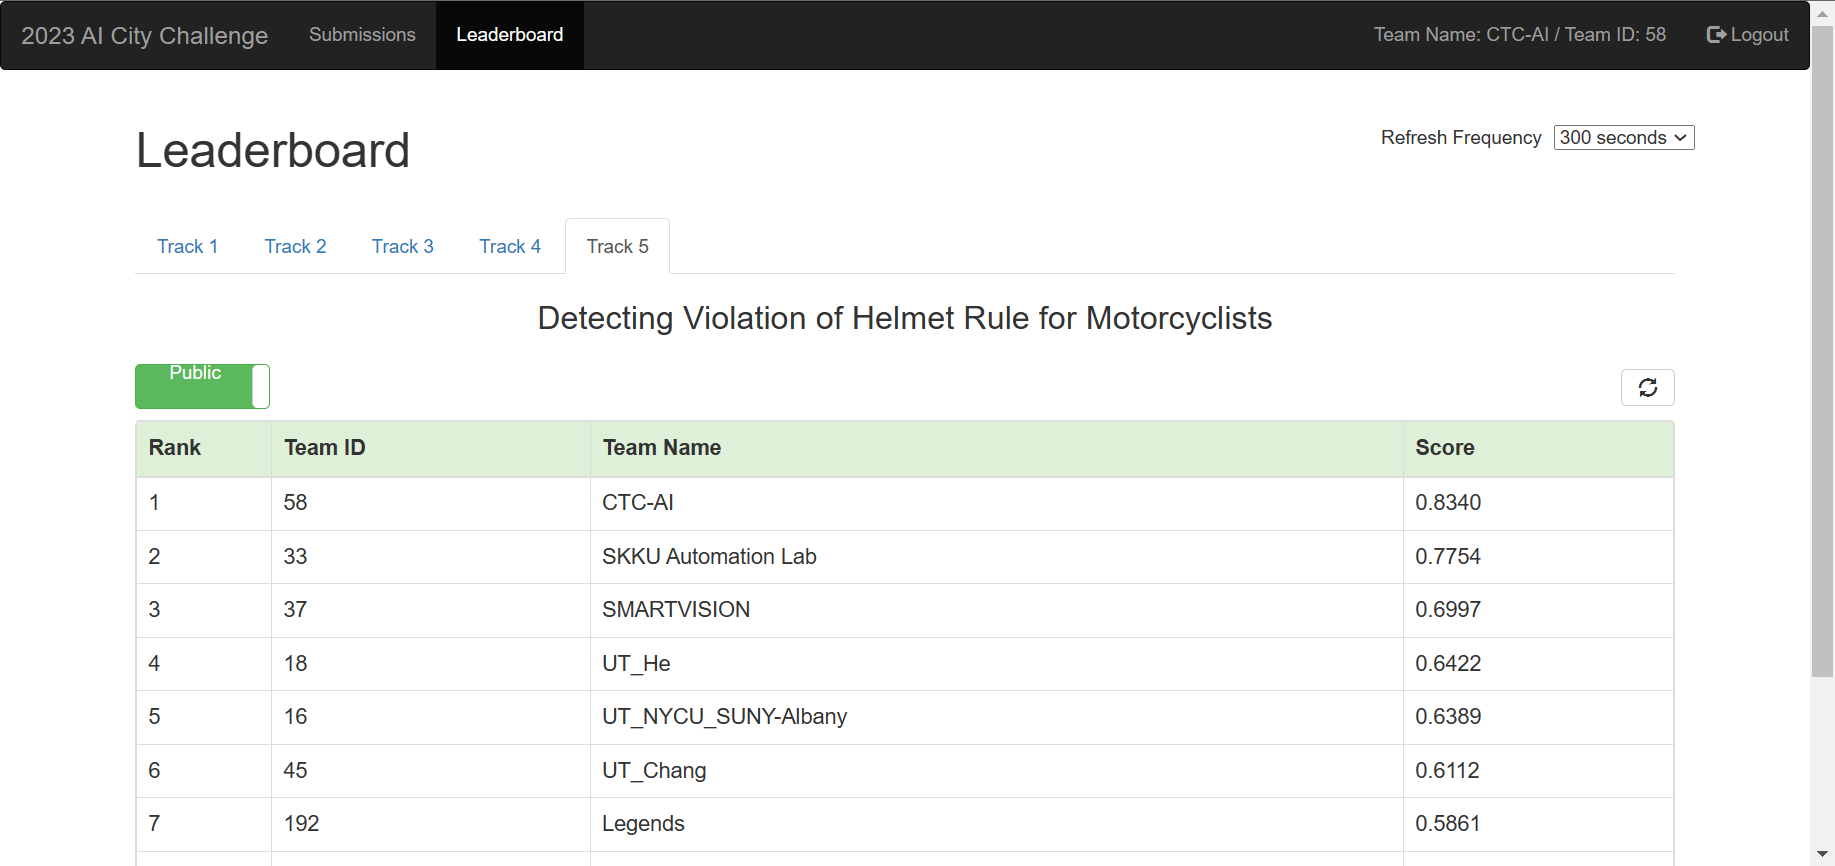 2023 AI City Challenge Submissions Leaderboard Team Name: CTC-AI / Team ID: 58 Logout
Leaderboard
Refresh Frequency 300 seconds
Track 1 Track 2 Track 3 Track 4 Track 5
Detecting Violation of Helmet Rule for Motorcyclists
Public
Rank Team ID Team Name Score
1 58 CTC-AI 0.8340
2 33 SKKU Automation Lab 0.7754
3 37 SMARTVISION 0.6997
4 18 UT_He 0.6422
5 16 UT_NYCU_SUNY-Albany 0.6389
6 45 UT_Chang 0.6112
7 192 Legends 0.5861